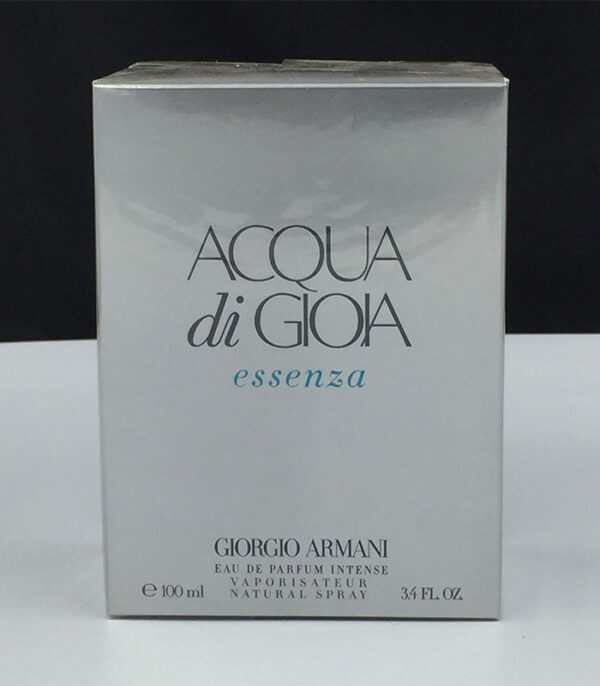 ACQUA
di GIOIA
essenza
GIORGIO ARMANI
EAU DE PARFUM INTENSE
VAPORISATEUR
℮ 100 ml NATURAL SPRAY 3.4 FL. OZ.